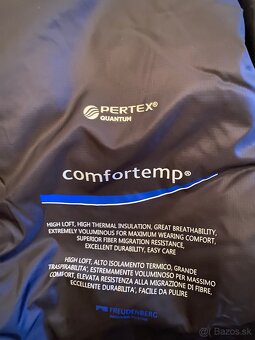 PERTEX®
QUANTUM
comfortemp®
HIGH LOFT, HIGH THERMAL INSULATION, GREAT BREATHABILITY,
EXTREMELY VOLUMINOUS FOR MAXIMUM WEARING COMFORT,
SUPERIOR FIBER MIGRATION RESISTANCE,
EXCELLENT DURABILITY, EASY CARE
HIGH LOFT, ALTO ISOLAMENTO TERMICO, GRANDE
TRASPIRABILITA', ESTREMAMENTE VOLUMINOSO PER MASSIMO
COMFORT, ELEVATA RESISTENZA ALLA MIGRAZIONE DI FIBRE,
ECCELLENTE DURABILITA', FACILE DA PULIRE
FREUDENBERG
Bazos.sk